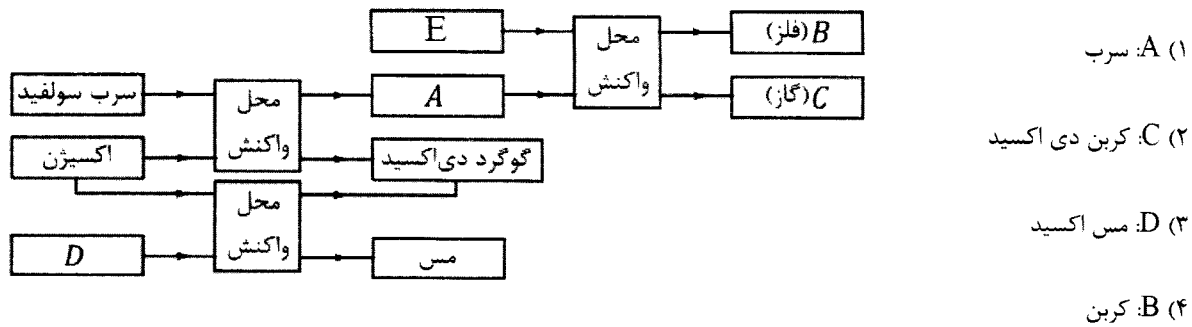 E
محل واکنش
B(فلز)
C(گاز)
سرب سولفید
اکسیژن
محل واکنش
A
گوگرد دی‌اکسید
D
محل واکنش
مس
۱) A: سرب
۲) C: کربن دی اکسید
۳) D: مس اکسید
۴) B: کربن